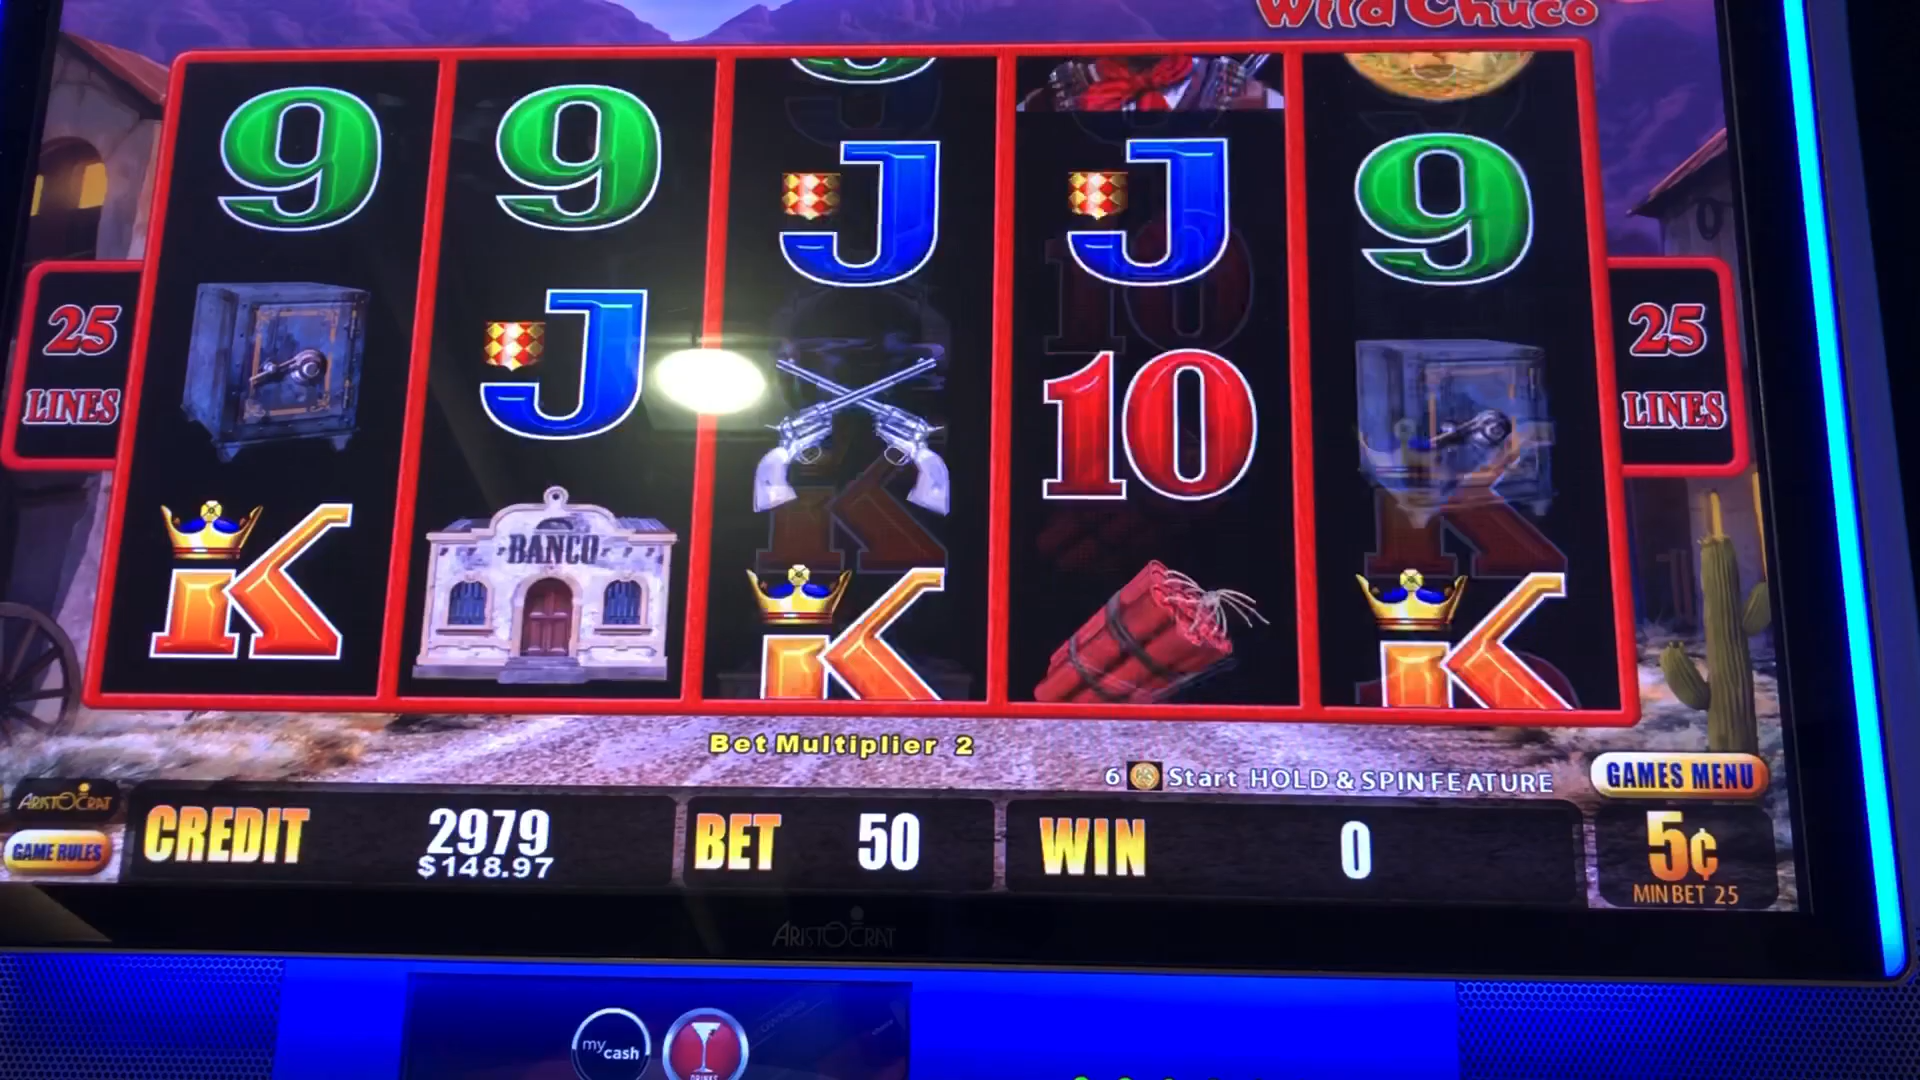 Wild Chuco
9 9
J J 9
25 LINES
J
10
25 LINES
BANCO
K K K
Bet Multiplier 2
6 Start HOLD & SPIN FEATURE
GAMES MENU
ARISTOCRAT
GAME RULES
CREDIT 2979
$148.97
BET 50
WIN 0
5¢
MIN BET 25
ARISTOCRAT
my cash
DRINKS